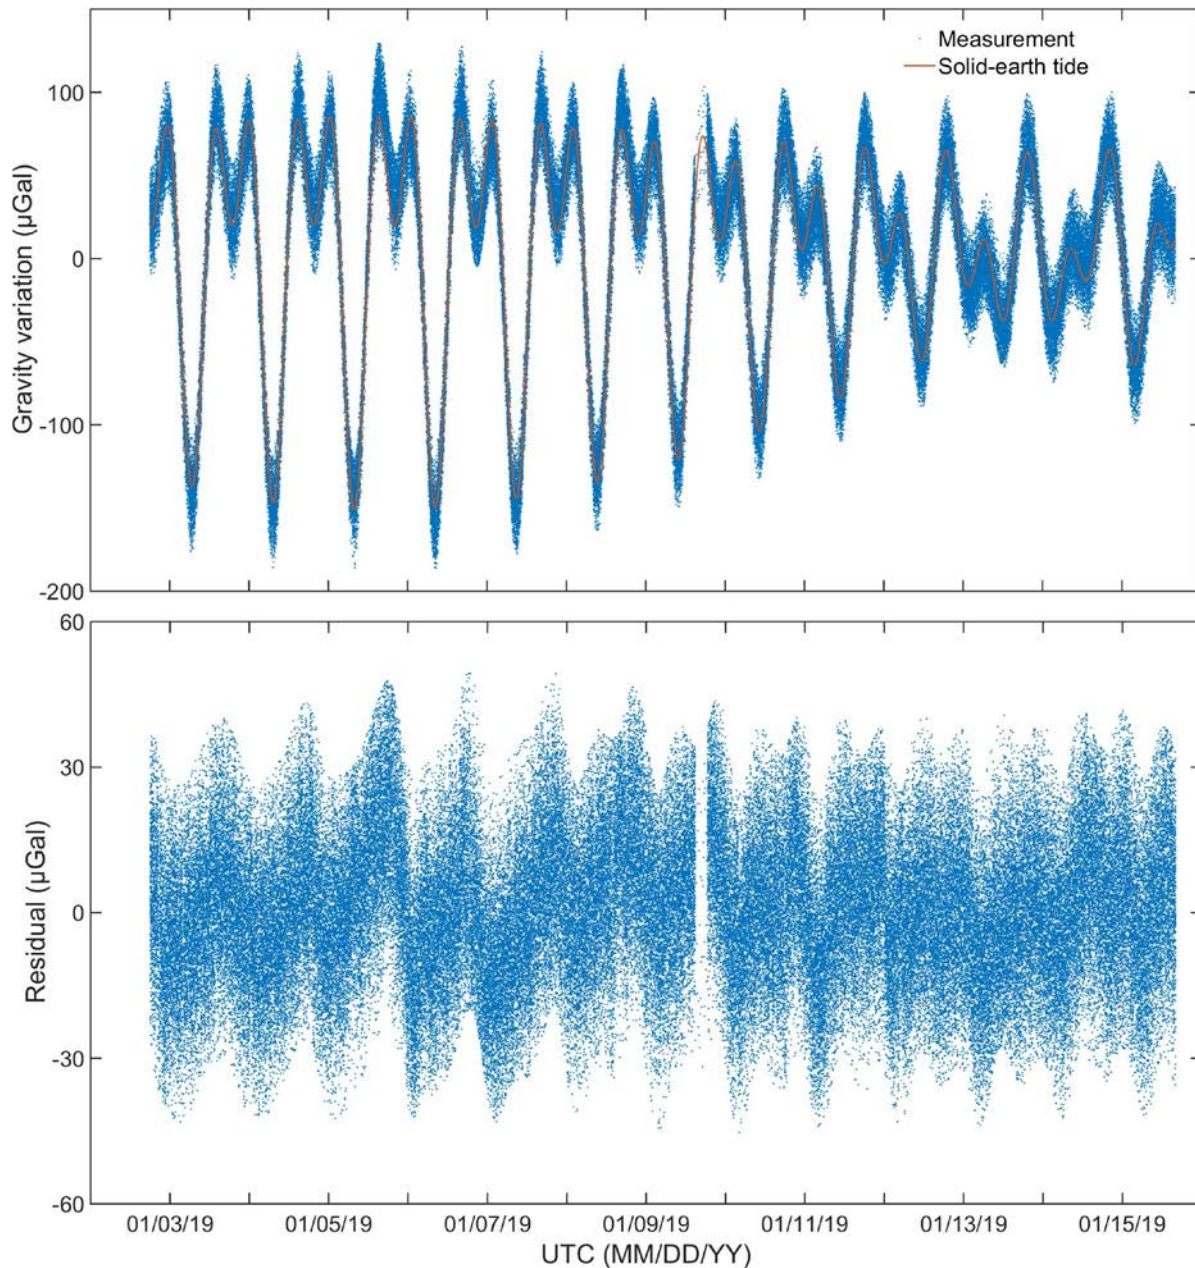 Measurement
Solid-earth tide
Gravity variation (μGal)
100
0
-100
-200
Residual (μGal)
60
30
0
-30
-60
01/03/19 01/05/19 01/07/19 01/09/19 01/11/19 01/13/19 01/15/19
UTC (MM/DD/YY)